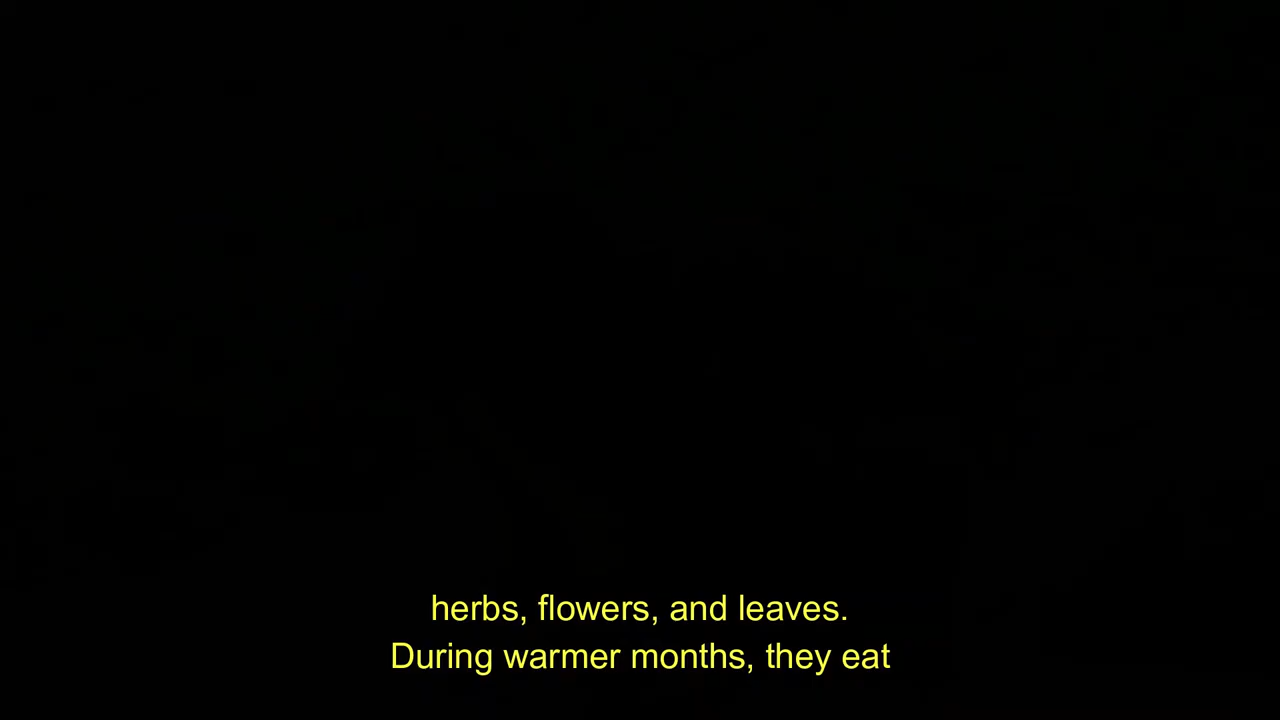 herbs, flowers, and leaves.
During warmer months, they eat